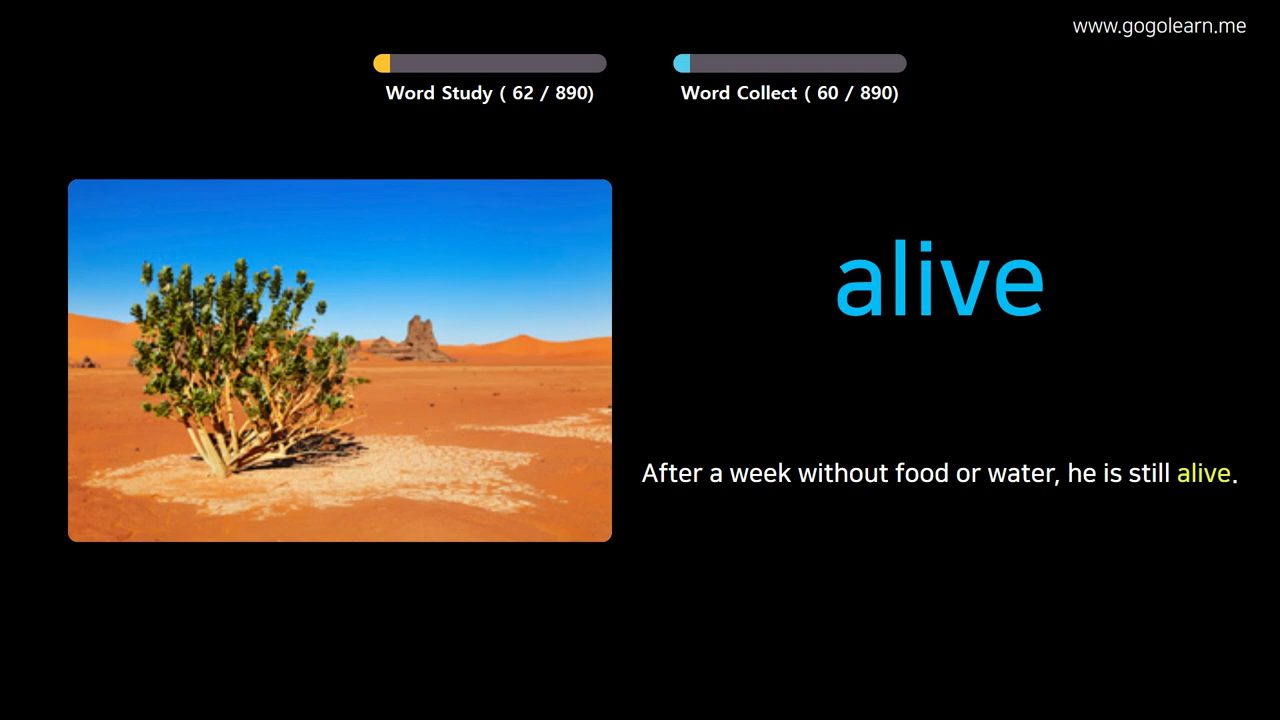 www.gogolearn.me
Word Study ( 62 / 890)
Word Collect ( 60 / 890)
alive
After a week without food or water, he is still alive.